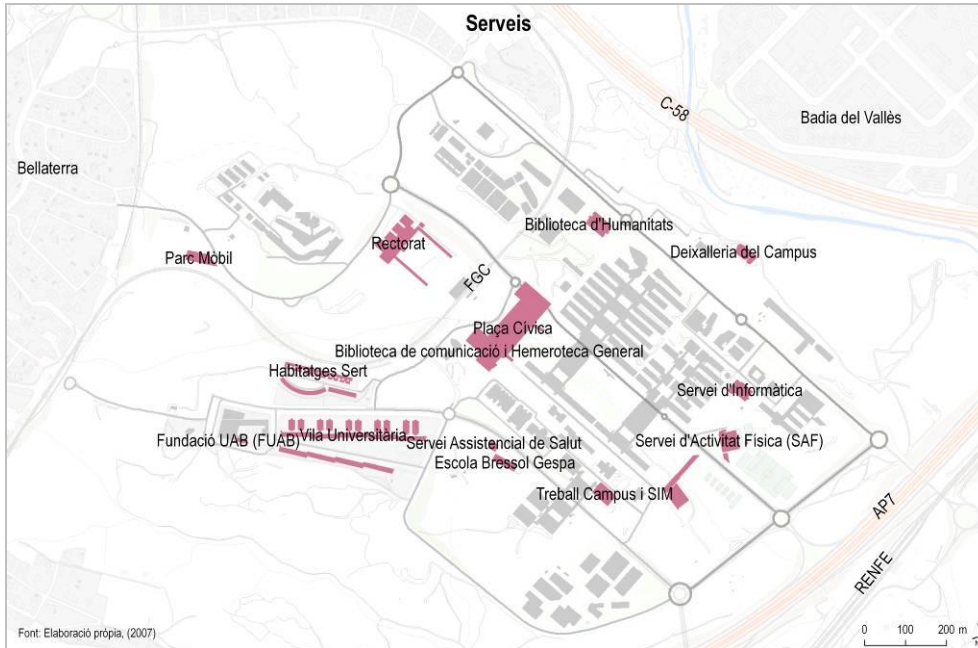 Serveis
C-58
Badia del Vallès
Bellaterra
Biblioteca d'Humanitats
Rectorat
Deixalleria del Campus
Parc Mòbil
FGC
Plaça Cívica
Biblioteca de comunicació i Hemeroteca General
Habitatges Sert
Servei d'Informàtica
Fundació UAB (FUAB)
Vila Universitària
Servei Assistencial de Salut
Servei d'Activitat Física (SAF)
Escola Bressol Gespa
Treball Campus i SIM
AP7
RENFE
Font: Elaboració pròpia, (2007)
0 100 200 m